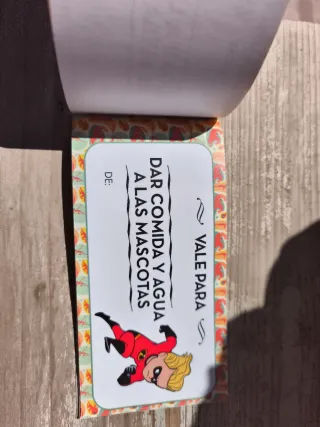 VALE PARA
DAR COMIDA Y AGUA
A LAS MASCOTAS
DE: